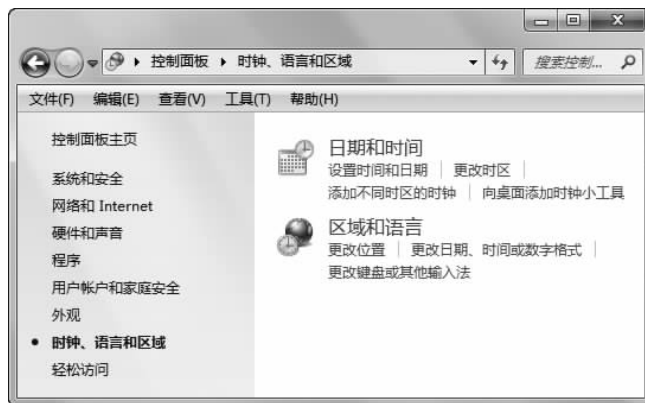 控制面板 时钟、语言和区域 搜索控制...
文件(F) 编辑(E) 查看(V) 工具(T) 帮助(H)
控制面板主页
系统和安全
网络和 Internet
硬件和声音
程序
用户帐户和家庭安全
外观
时钟、语言和区域
轻松访问
日期和时间
设置时间和日期 更改时区
添加不同时区的时钟 向桌面添加时钟小工具
区域和语言
更改位置 更改日期、时间或数字格式
更改键盘或其他输入法